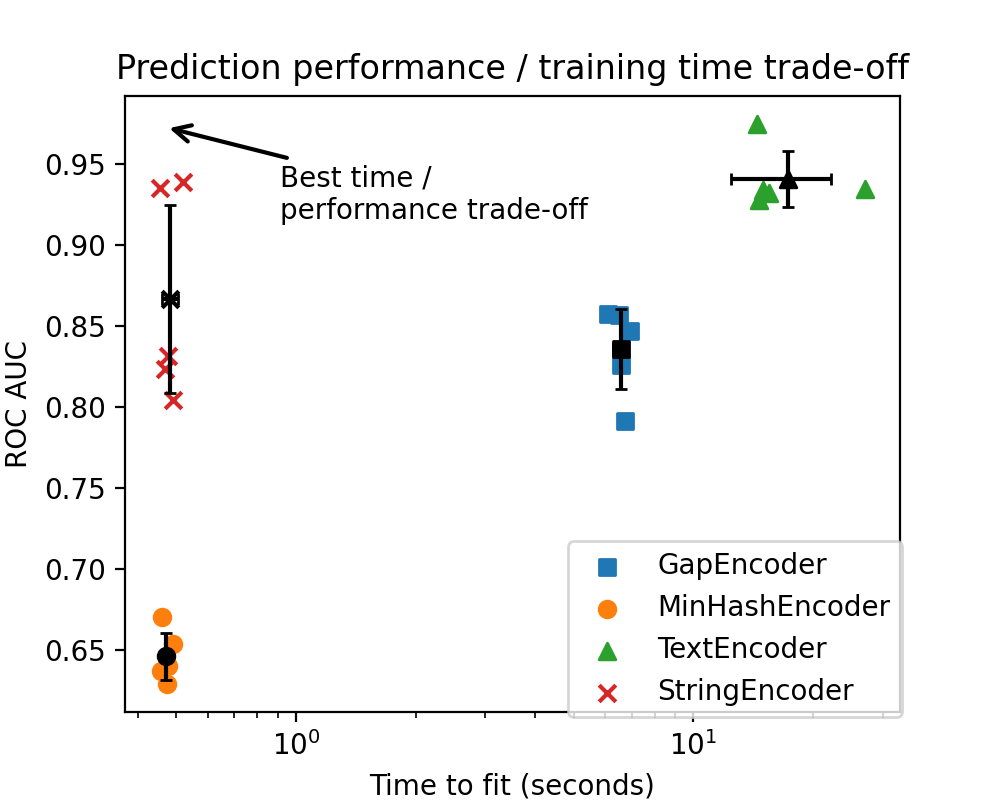 Prediction performance / training time trade-off
Best time /
performance trade-off
0.95
0.90
0.85
0.80
0.75
0.70
0.65
ROC AUC
GapEncoder
MinHashEncoder
TextEncoder
StringEncoder
10⁰
10¹
Time to fit (seconds)